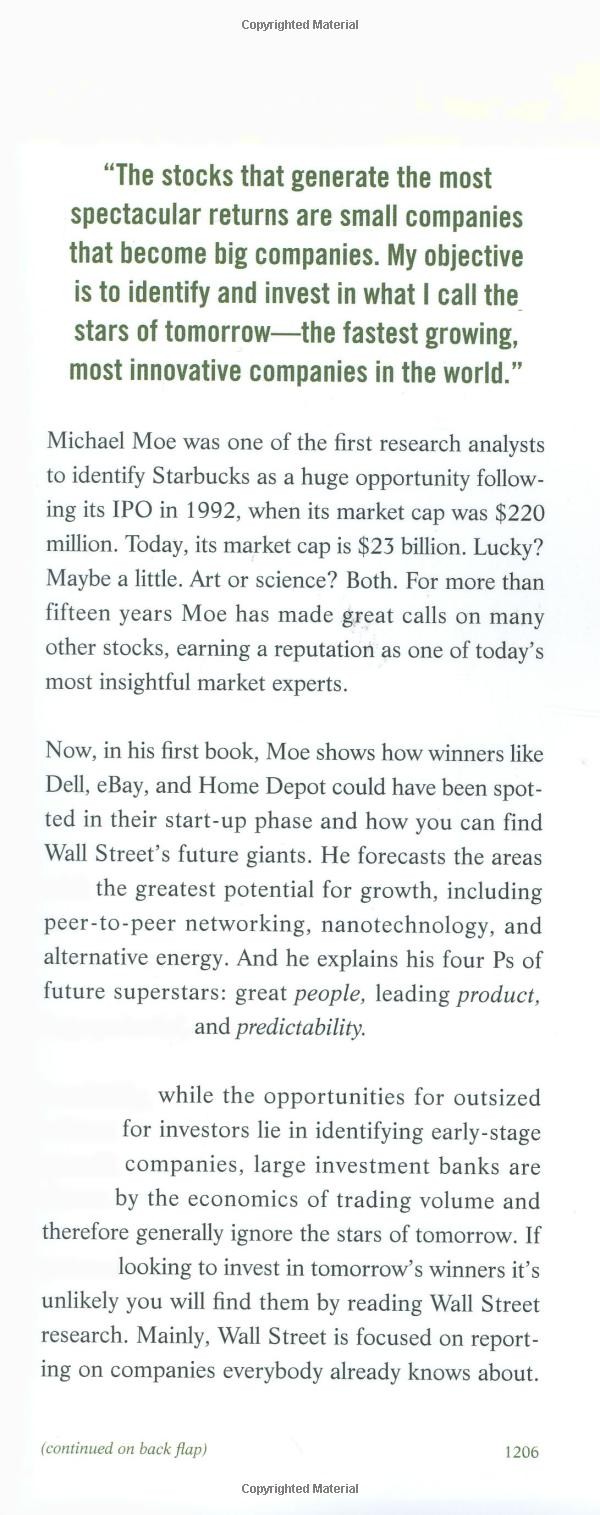 Copyrighted Material
“The stocks that generate the most
spectacular returns are small companies
that become big companies. My objective
is to identify and invest in what I call the
stars of tomorrow—the fastest growing,
most innovative companies in the world.”
Michael Moe was one of the first research analysts
to identify Starbucks as a huge opportunity follow-
ing its IPO in 1992, when its market cap was $220
million. Today, its market cap is $23 billion. Lucky?
Maybe a little. Art or science? Both. For more than
fifteen years Moe has made great calls on many
other stocks, earning a reputation as one of today’s
most insightful market experts.
Now, in his first book, Moe shows how winners like
Dell, eBay, and Home Depot could have been spot-
ted in their start-up phase and how you can find
Wall Street’s future giants. He forecasts the areas
the greatest potential for growth, including
peer-to-peer networking, nanotechnology, and
alternative energy. And he explains his four Ps of
future superstars: great people, leading product,
and predictability.
while the opportunities for outsized
for investors lie in identifying early-stage
companies, large investment banks are
by the economics of trading volume and
therefore generally ignore the stars of tomorrow. If
looking to invest in tomorrow’s winners it’s
unlikely you will find them by reading Wall Street
research. Mainly, Wall Street is focused on report-
ing on companies everybody already knows about.
(continued on back flap)
1206
Copyrighted Material